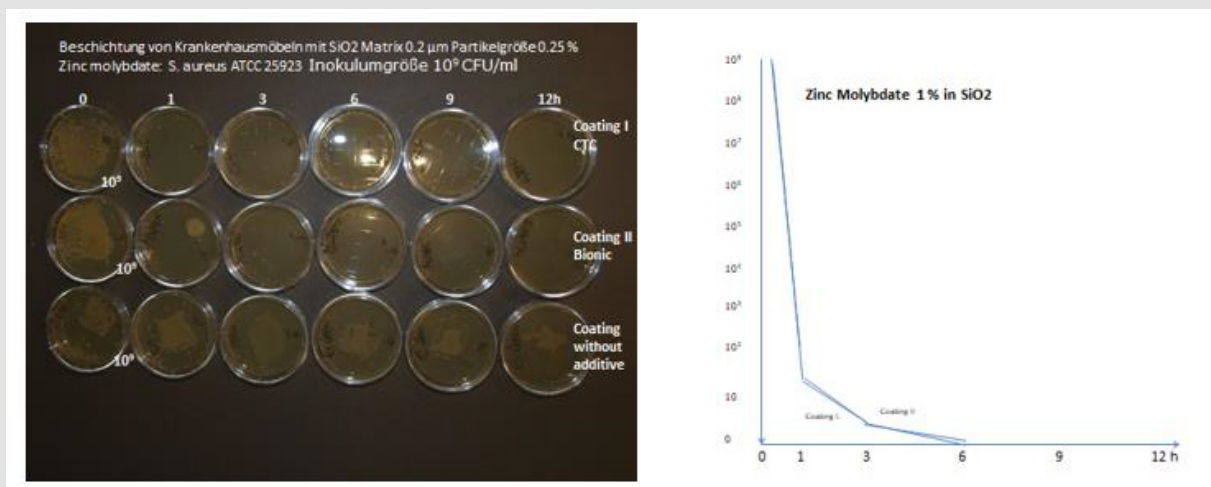 Beschichtung von Krankenhausmöbeln mit SiO2 Matrix 0.2 µm Partikelgröße 0.25 %
Zinc molybdate: S. aureus ATCC 25923 Inokulumgröße 10⁹ CFU/ml
0 1 3 6 9 12h
Coating I
CTC
10⁹
Coating II
Bionic
10⁹
Coating
without
additive
10⁹
Zinc Molybdate 1 % in SiO2
10⁹
10⁸
10⁷
10⁶
10⁵
10⁴
10³
10²
10
0
Coating I.
Coating II
0 1 3 6 9 12 h